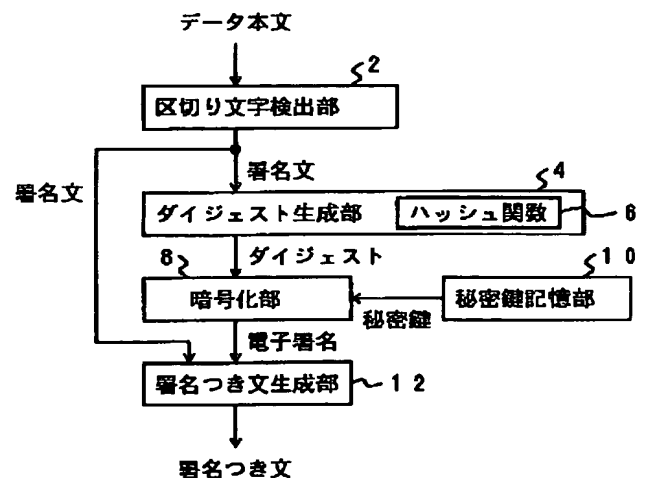 データ本文
2
区切り文字検出部
署名文
署名文
4
ダイジェスト生成部
ハッシュ関数
6
ダイジェスト
8
暗号化部
秘密鍵
10
秘密鍵記憶部
電子署名
署名つき文生成部
12
署名つき文